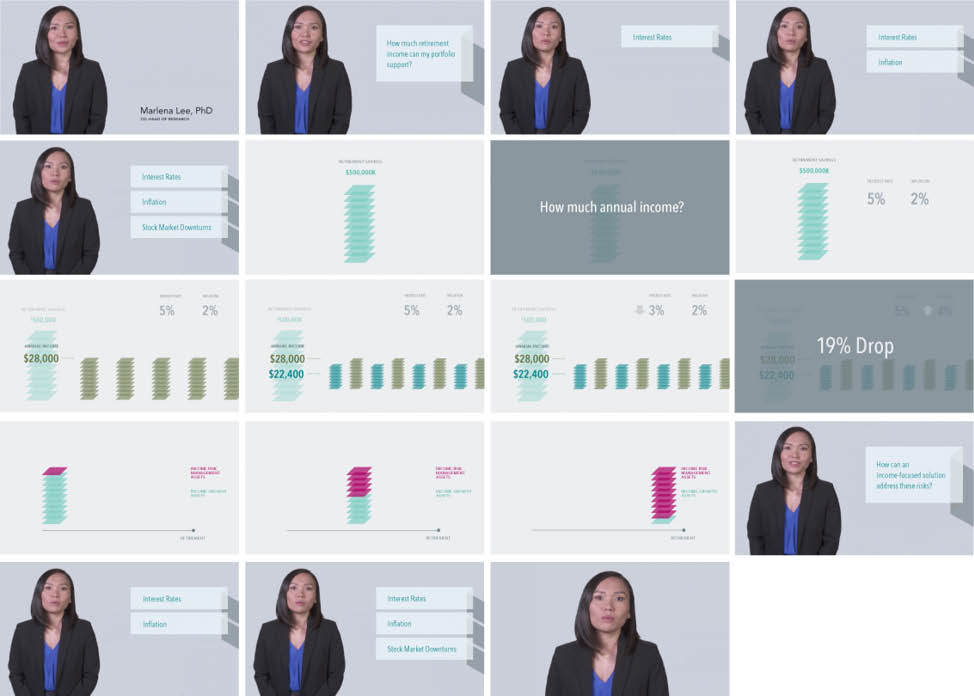 Marlena Lee, PhD
CO-HEAD OF RESEARCH
How much retirement
income can my portfolio
support?
Interest Rates
Interest Rates
Inflation
Interest Rates
Inflation
Stock Market Downturns
RETIREMENT SAVINGS
$500,000K
How much annual income?
RETIREMENT SAVINGS
$500,000K
INTEREST RATE
INFLATION
5%
2%
INTEREST RATE
INFLATION
5%
2%
RETIREMENT SAVINGS
ANNUAL INCOME
$28,000
INTEREST RATE
INFLATION
5%
2%
RETIREMENT SAVINGS
ANNUAL INCOME
$28,000
$22,400
INTEREST RATE
INFLATION
3%
2%
RETIREMENT SAVINGS
ANNUAL INCOME
$28,000
$22,400
5%
4%
19% Drop
$28,000
$22,400
INCOME RISK
MANAGEMENT
ASSETS
INCOME GROWTH
ASSETS
RETIREMENT
INCOME RISK
MANAGEMENT
ASSETS
INCOME GROWTH
ASSETS
RETIREMENT
INCOME RISK
MANAGEMENT
ASSETS
INCOME GROWTH
ASSETS
RETIREMENT
How can an
income-focused solution
address these risks?
Interest Rates
Inflation
Interest Rates
Inflation
Stock Market Downturns